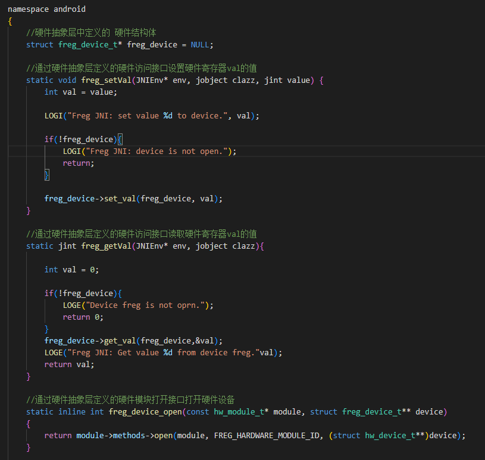 namespace android
{
//硬件抽象层中定义的 硬件结构体
struct freg_device_t* freg_device = NULL;
//通过硬件抽象层定义的硬件访问接口设置硬件寄存器val的值
static void freg_setVal(JNIEnv* env, jobject clazz, jint value) {
int val = value;
LOGI("Freg JNI: set value %d to device.", val);
if(!freg_device){
LOGI("Freg JNI: device is not open.");
return;
}
freg_device->set_val(freg_device, val);
}
//通过硬件抽象层定义的硬件访问接口读取硬件寄存器val的值
static jint freg_getVal(JNIEnv* env, jobject clazz){
int val = 0;
if(!freg_device){
LOGE("Device freg is not oprn.");
return 0;
}
freg_device->get_val(freg_device,&val);
LOGE("Freg JNI: Get value %d from device freg."val);
return val;
}
//通过硬件抽象层定义的硬件模块打开接口打开硬件设备
static inline int freg_device_open(const hw_module_t* module, struct freg_device_t** device)
{
return module->methods->open(module, FREG_HARDWARE_MODULE_ID, (struct hw_device_t**)device);
}